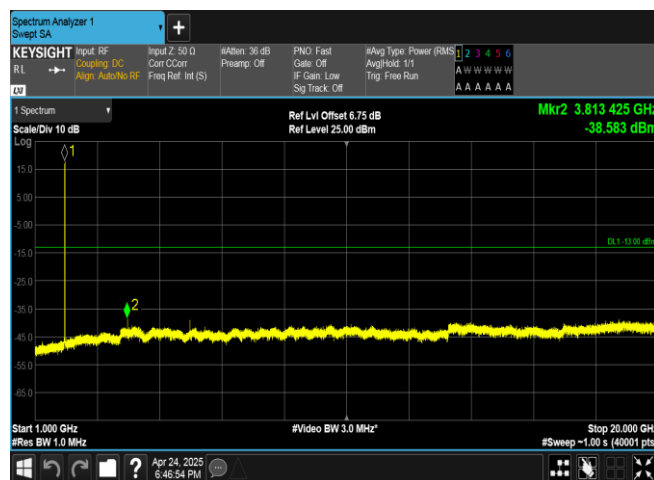 Spectrum Analyzer 1
Swept SA
+
KEYSIGHT Input: RF Input Z: 50 Ω #Atten: 36 dB PNO: Fast #Avg Type: Power (RMS 1 2 3 4 5 6
RL Coupling: DC Corr CCorr Preamp: Off Gate: Off Avg|Hold: 1/1 A W W W W W
Align: Auto/No RF Freq Ref: Int (S) IF Gain: Low Trig: Free Run
Sig Track: Off A A A A A A
LXI
1 Spectrum Ref Lvl Offset 6.75 dB Mkr2 3.813 425 GHz
Scale/Div 10 dB Ref Level 25.00 dBm -38.583 dBm
Log
1
15.0
5.00
-5.00
DL1 -13.00 dBm
-15.0
-25.0
2
-35.0
-45.0
-55.0
-65.0
Start 1.000 GHz #Video BW 3.0 MHz* Stop 20.000 GHz
#Res BW 1.0 MHz #Sweep ~1.00 s (40001 pts
? Apr 24, 2025
6:46:54 PM